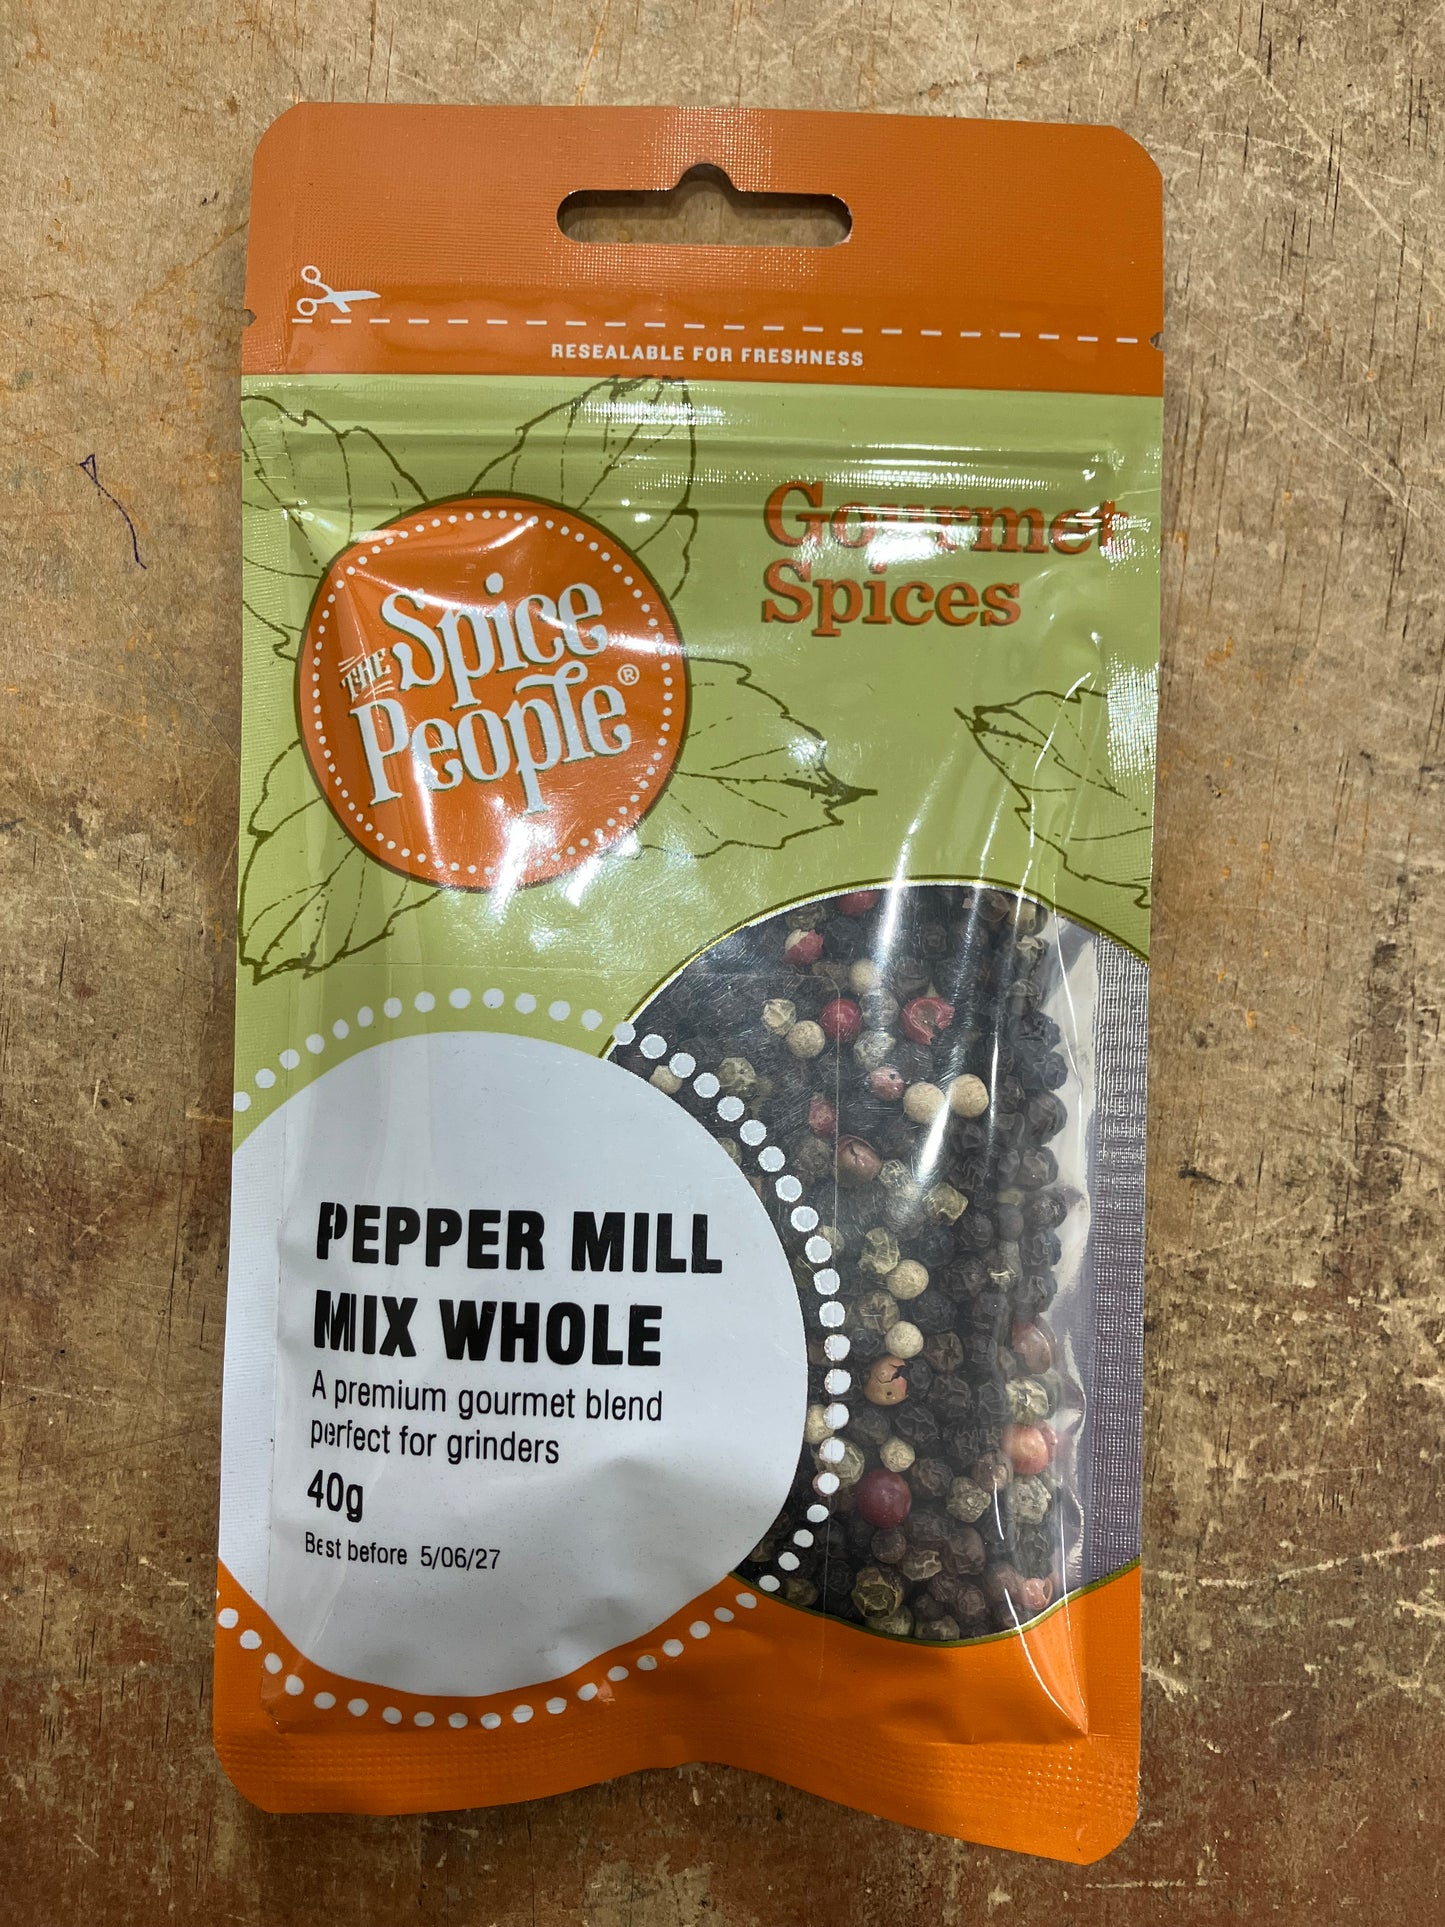 RESEALABLE FOR FRESHNESS
Gourmet
Spices
THE Spice
People®
PEPPER MILL
MIX WHOLE
A premium gourmet blend
perfect for grinders
40g
Best before 5/06/27